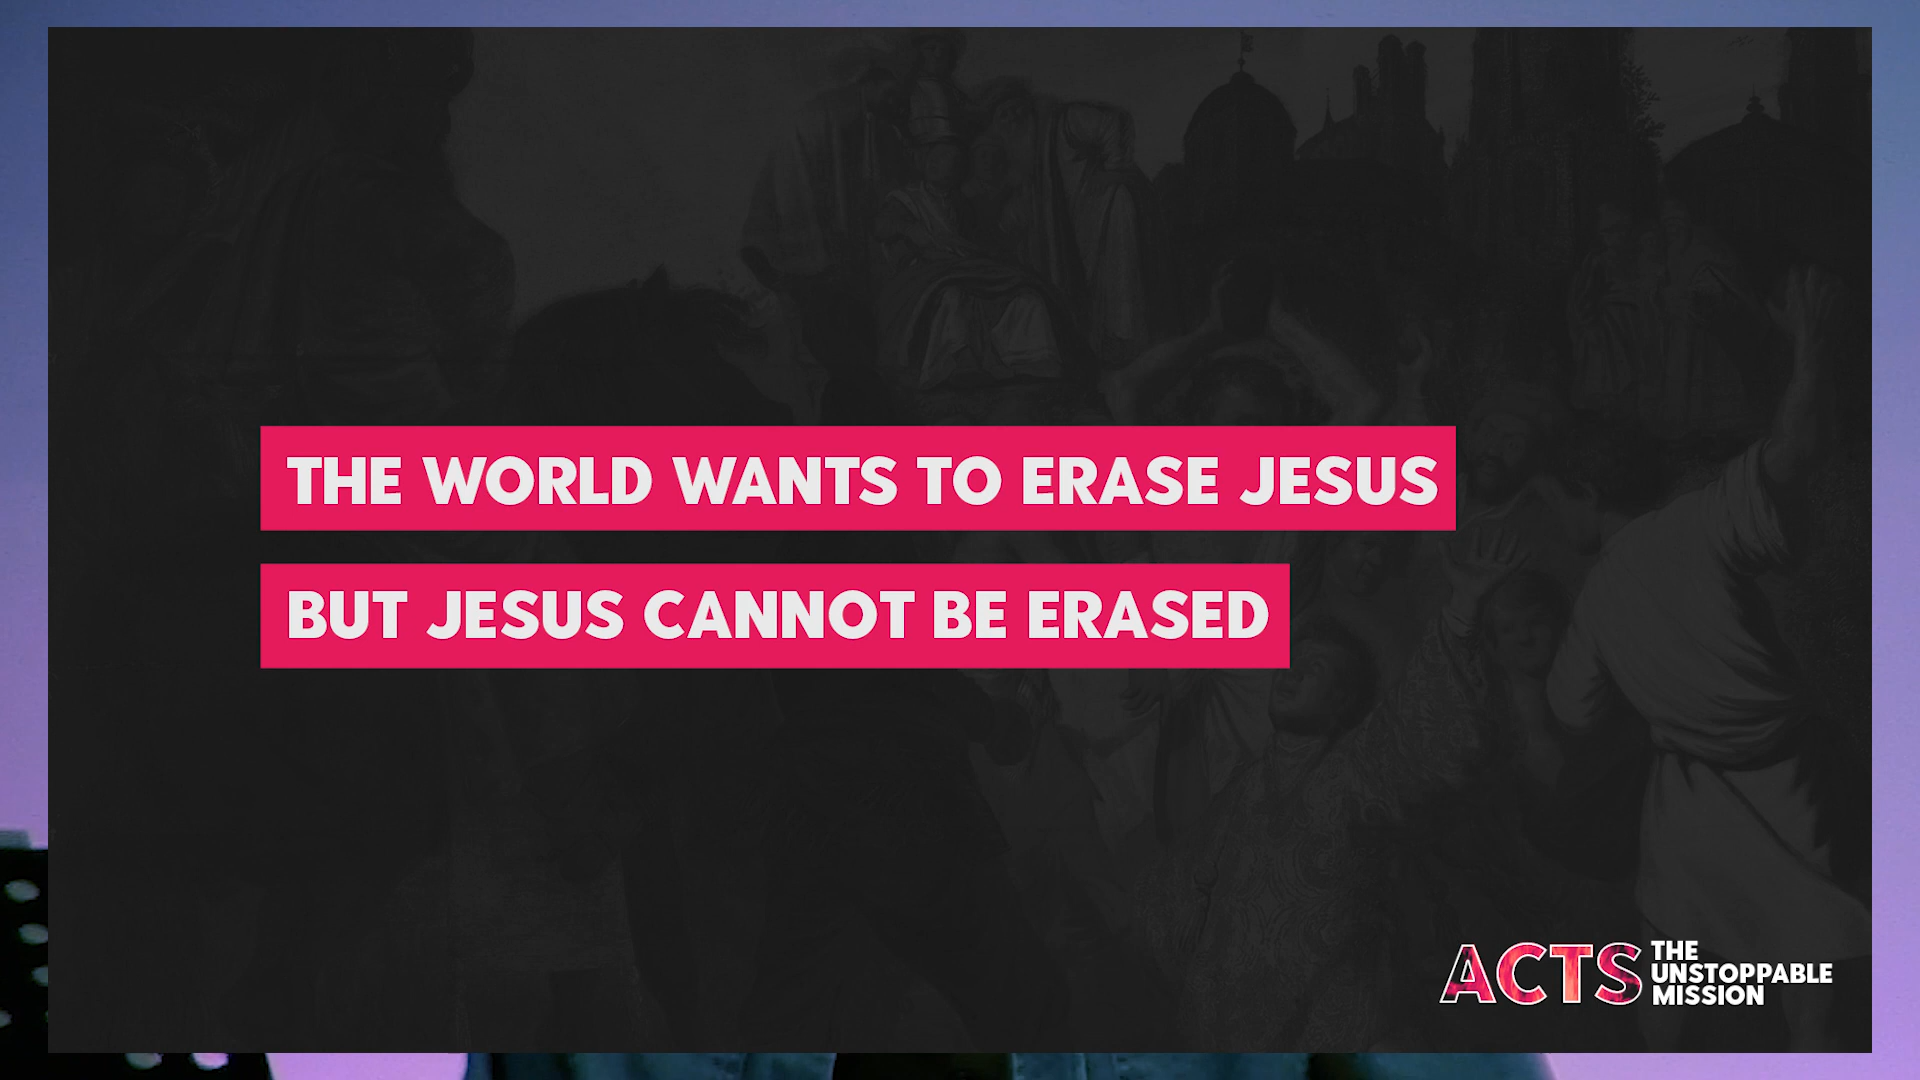 THE WORLD WANTS TO ERASE JESUS
BUT JESUS CANNOT BE ERASED
ACTS THE
UNSTOPPABLE
MISSION